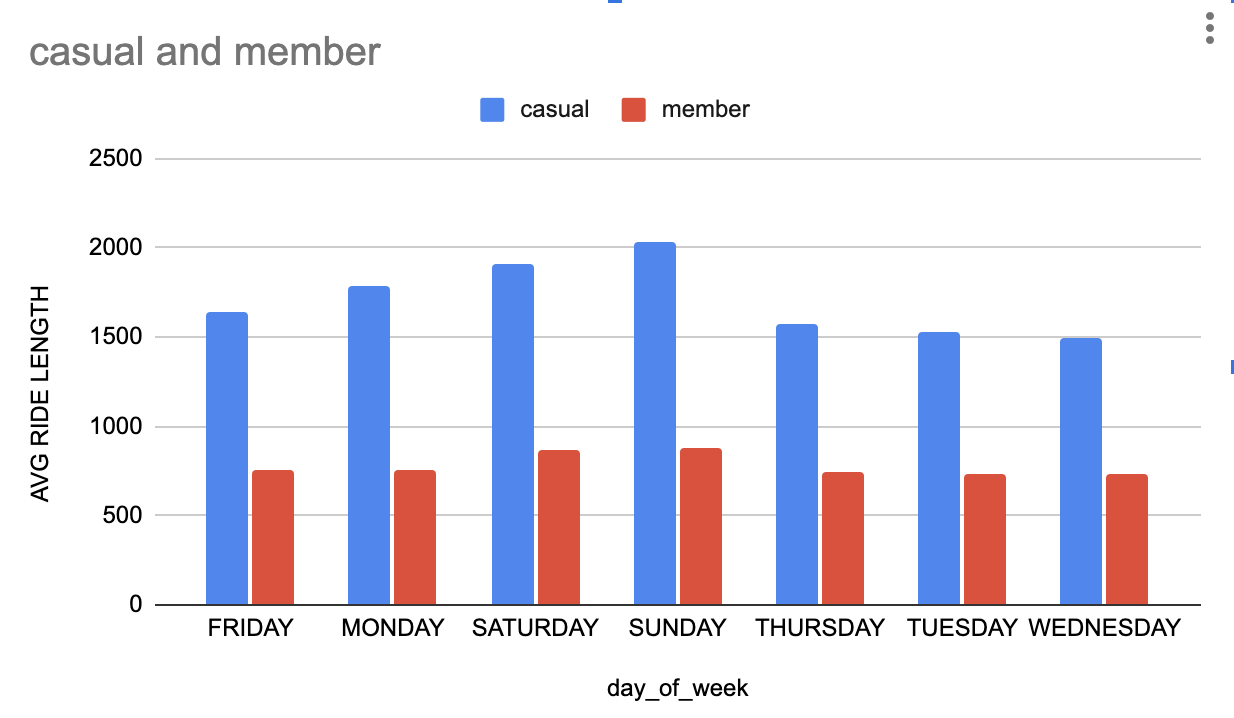 casual and member
casual member
2500
2000
1500
1000
500
0
AVG RIDE LENGTH
FRIDAY MONDAY SATURDAY SUNDAY THURSDAY TUESDAY WEDNESDAY
day_of_week